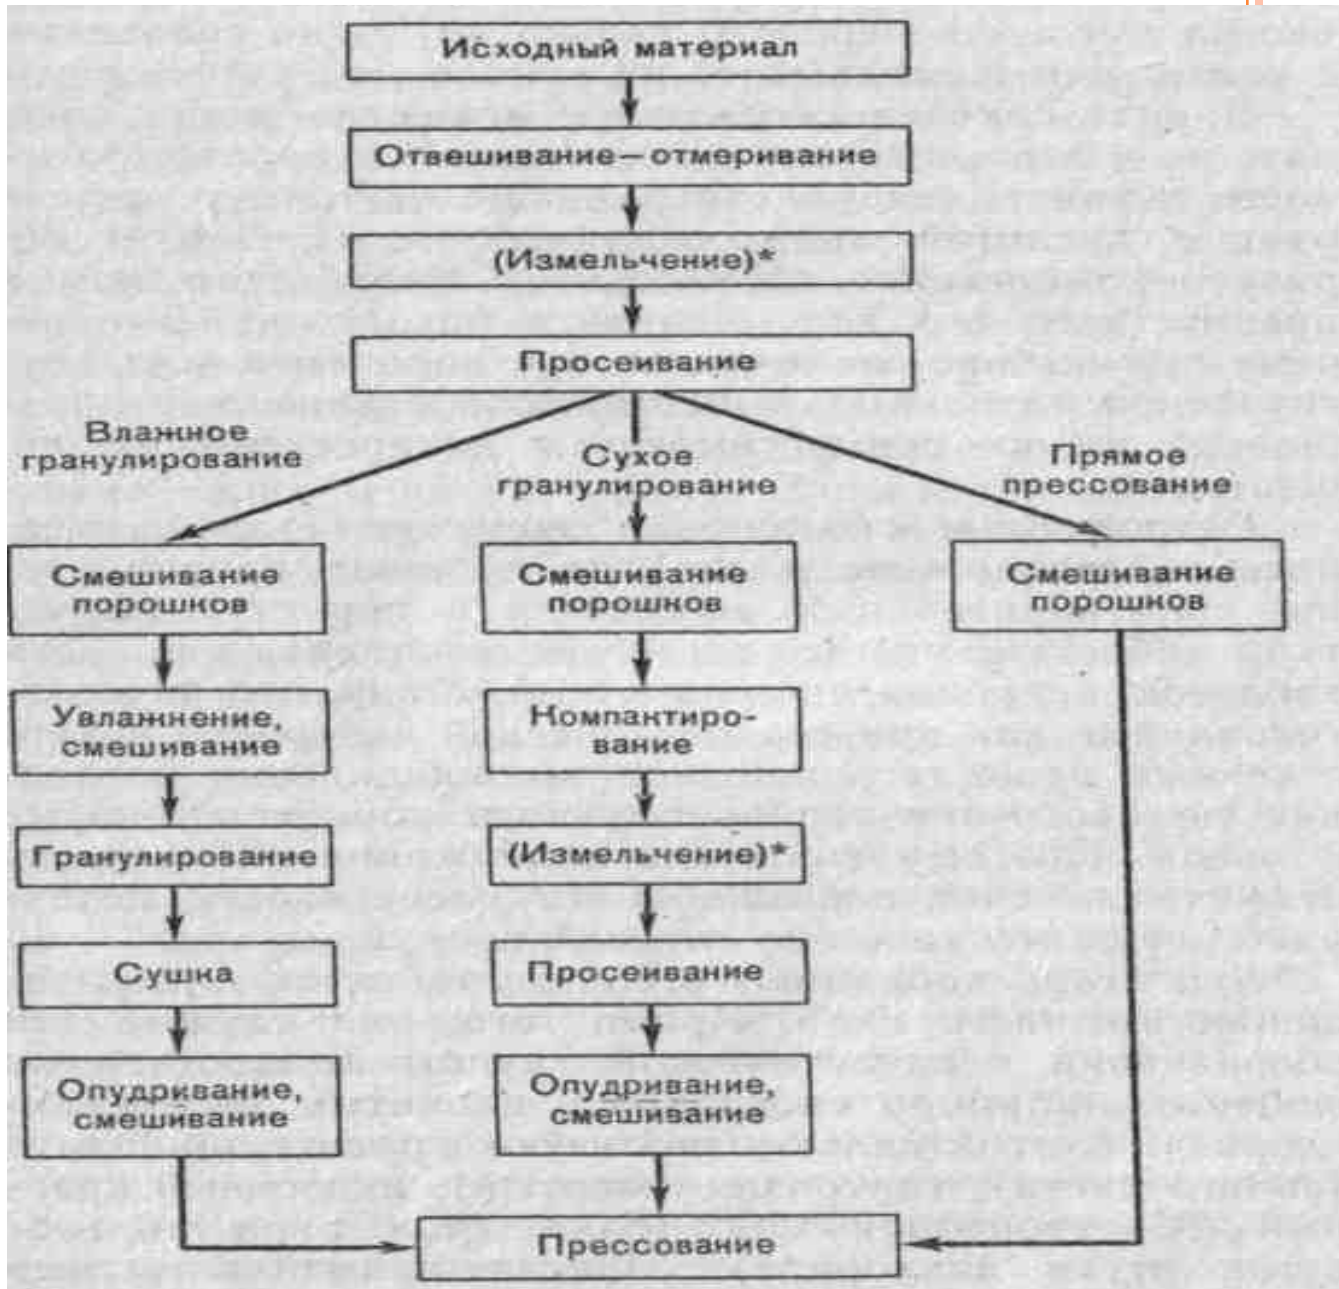 Исходный материал
Отвешивание—отмеривание
(Измельчение)*
Просеивание
Влажное
гранулирование
Сухое
гранулирование
Прямое
прессование
Смешивание
порошков
Смешивание
порошков
Смешивание
порошков
Увлажнение,
смешивание
Компактиро-
вание
Гранулирование
(Измельчение)*
Сушка
Просеивание
Опудривание,
смешивание
Опудривание,
смешивание
Прессование